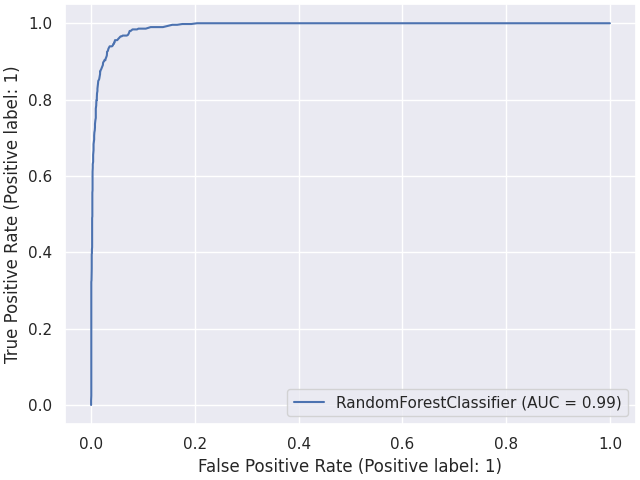 1.0
0.8
0.6
0.4
0.2
0.0
True Positive Rate (Positive label: 1)
RandomForestClassifier (AUC = 0.99)
0.0 0.2 0.4 0.6 0.8 1.0
False Positive Rate (Positive label: 1)